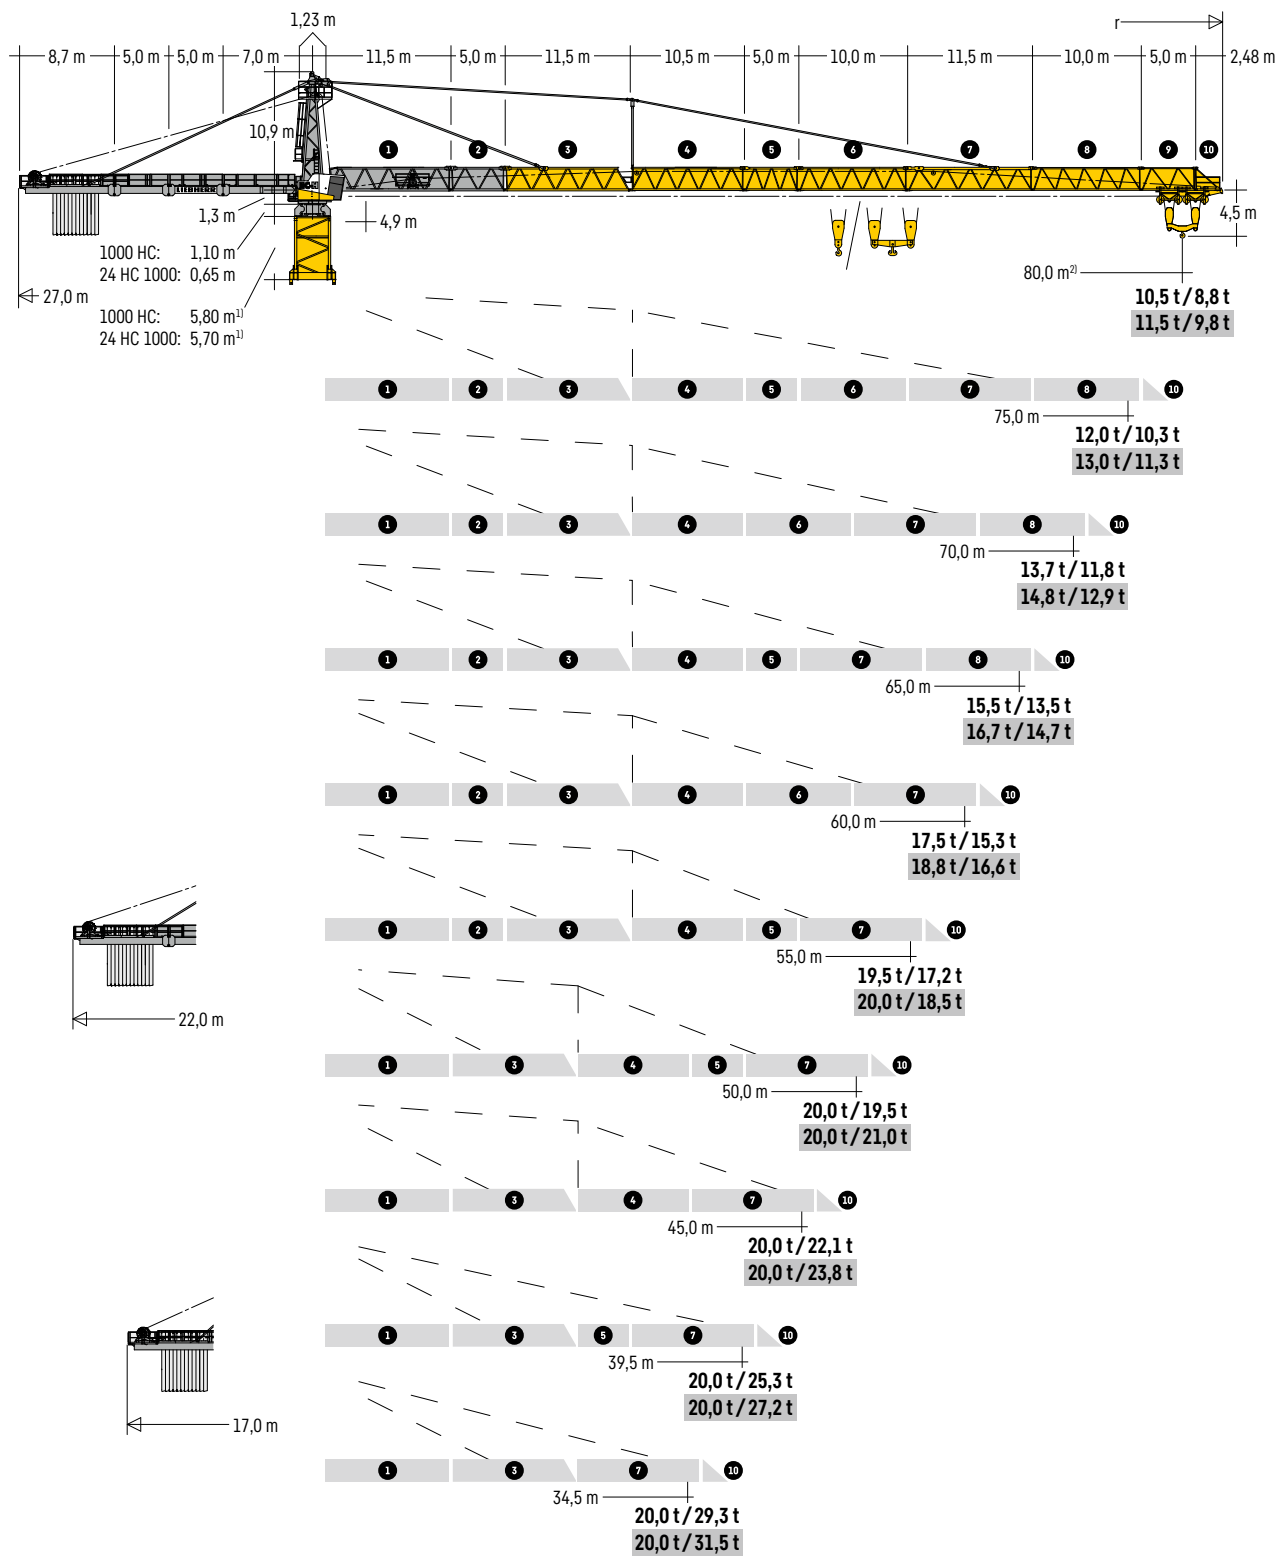 1,23 m
r
8,7 m 5,0 m 5,0 m 7,0 m 11,5 m 5,0 m 11,5 m 10,5 m 5,0 m 10,0 m 11,5 m 10,0 m 5,0 m 2,48 m
10,9 m
1 2 3 4 5 6 7 8 9 10
LIEBHERR
1,3 m
4,9 m
4,5 m
1000 HC: 1,10 m
24 HC 1000: 0,65 m
80,0 m²⁾
27,0 m
10,5 t / 8,8 t
1000 HC: 5,80 m¹⁾
11,5 t / 9,8 t
24 HC 1000: 5,70 m¹⁾
1 2 3 4 5 6 7 8 10
75,0 m
12,0 t / 10,3 t
13,0 t / 11,3 t
1 2 3 4 6 7 8 10
70,0 m
13,7 t / 11,8 t
14,8 t / 12,9 t
1 2 3 4 5 7 8 10
65,0 m
15,5 t / 13,5 t
16,7 t / 14,7 t
1 2 3 4 6 7 10
60,0 m
17,5 t / 15,3 t
18,8 t / 16,6 t
1 2 3 4 5 7 10
55,0 m
19,5 t / 17,2 t
20,0 t / 18,5 t
22,0 m
1 3 4 5 7 10
50,0 m
20,0 t / 19,5 t
20,0 t / 21,0 t
1 3 4 7 10
45,0 m
20,0 t / 22,1 t
20,0 t / 23,8 t
1 3 5 7 10
39,5 m
20,0 t / 25,3 t
20,0 t / 27,2 t
17,0 m
1 3 7 10
34,5 m
20,0 t / 29,3 t
20,0 t / 31,5 t